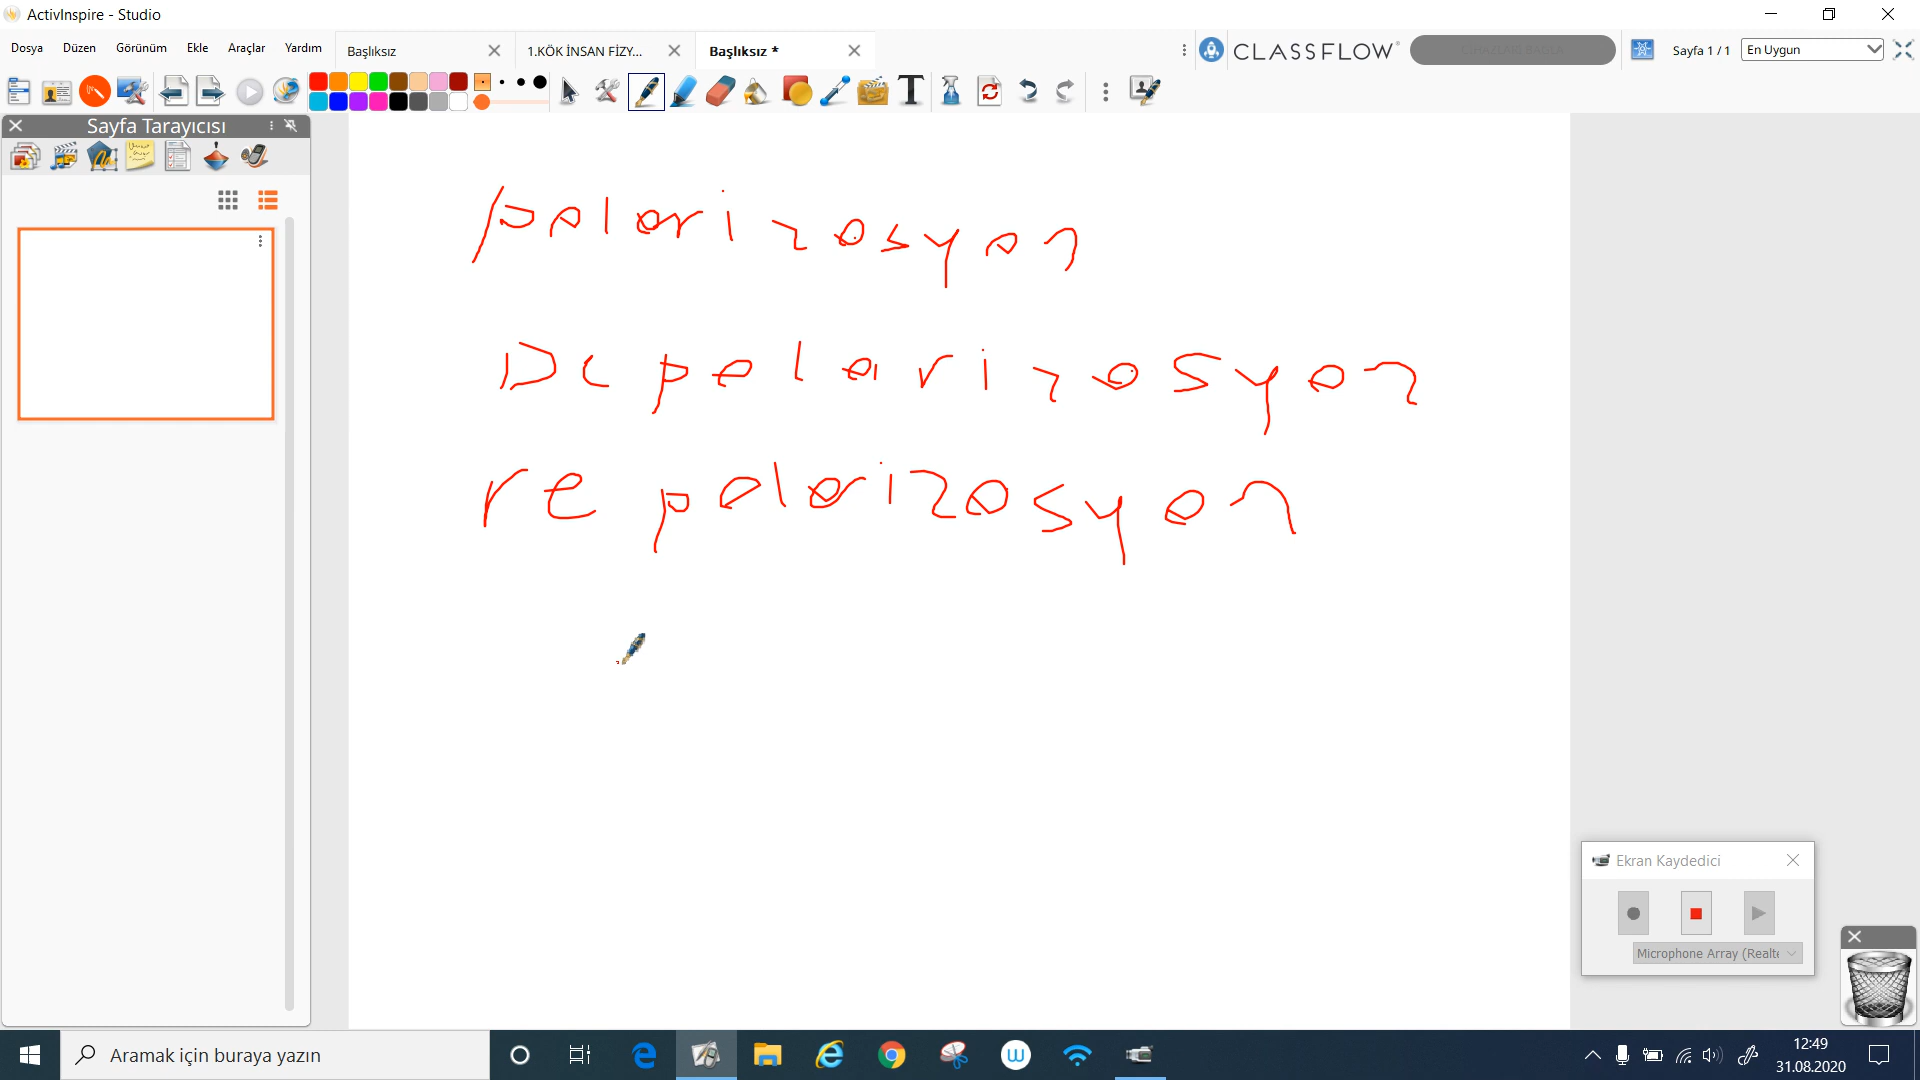 ActivInspire - Studio
Dosya Düzen Görünüm Ekle Araçlar Yardım
Başlıksız
1.KÖK İNSAN FİZY...
Başlıksız *
CLASSFLOW
Sayfa 1 / 1
En Uygun
Sayfa Tarayıcısı
polarizasyon
Depolarizasyon
repolarizasyon
Ekran Kaydedici
Microphone Array (Realte
Aramak için buraya yazın
12:49
31.08.2020